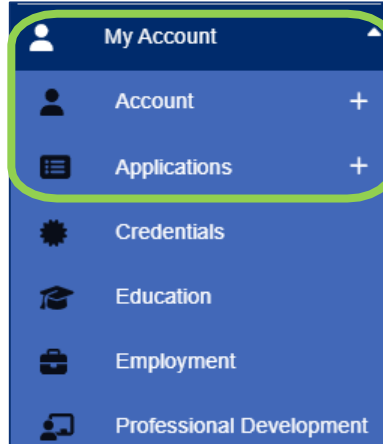 My Account
Account +
Applications +
Credentials
Education
Employment
Professional Development